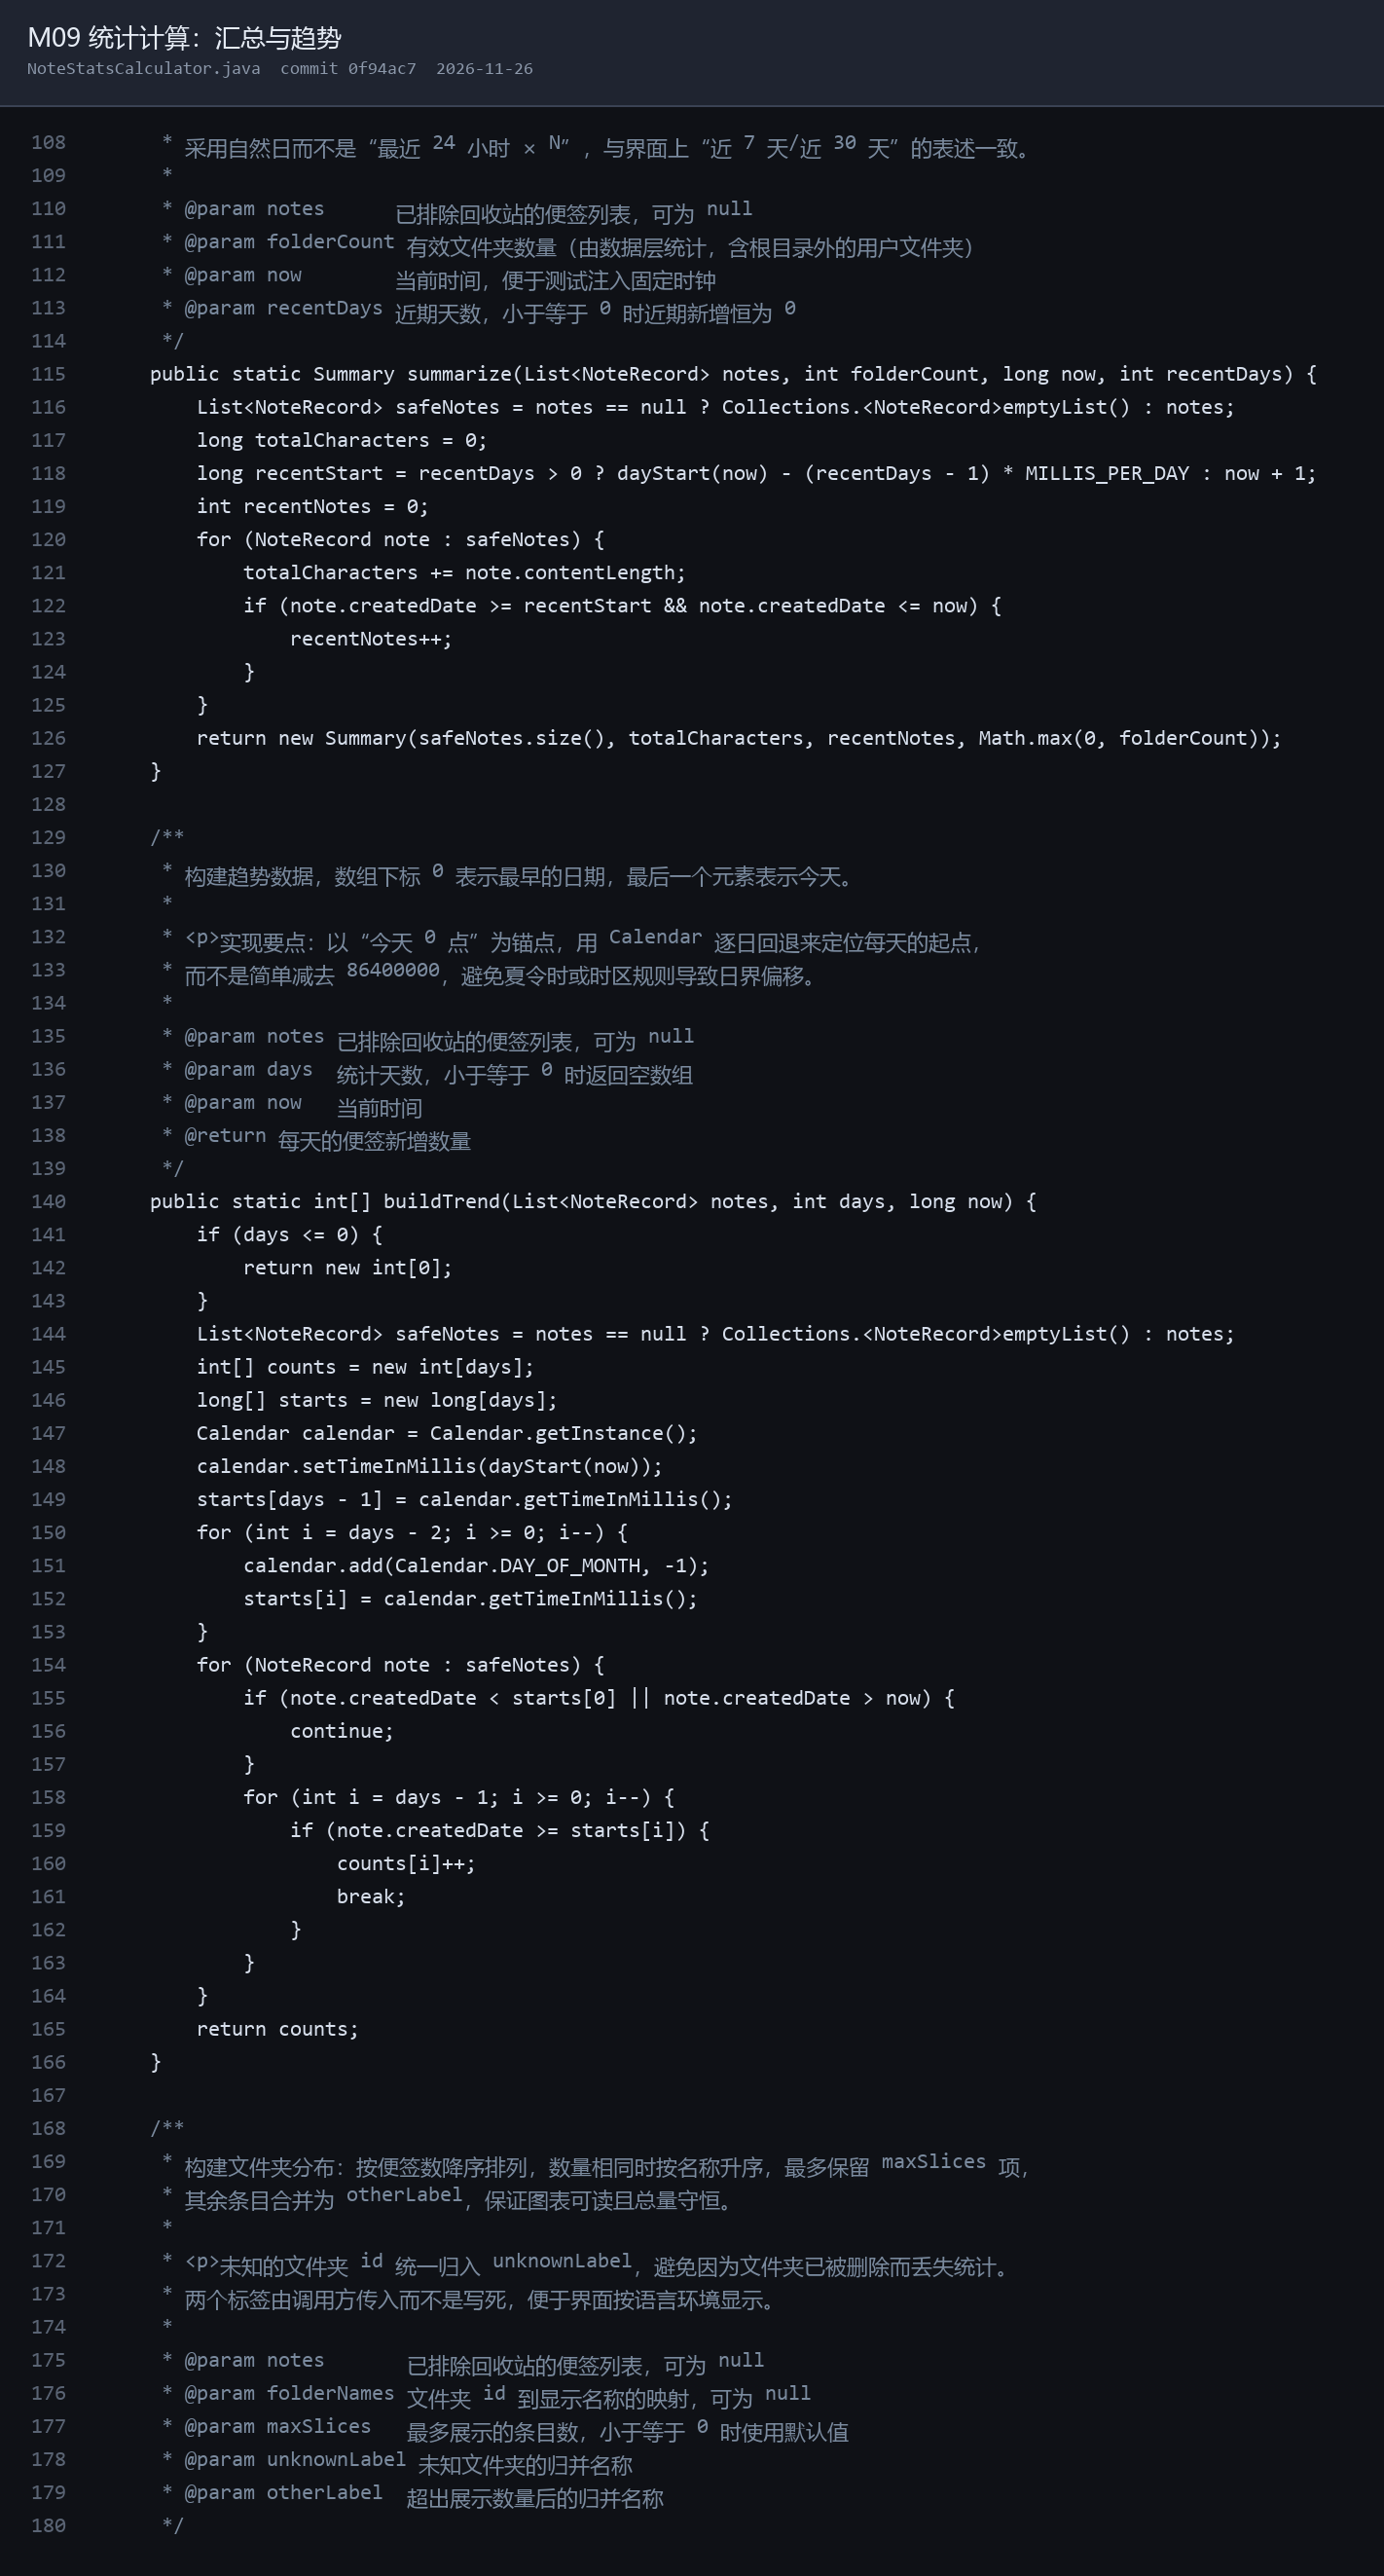 M09 统计计算：汇总与趋势
NoteStatsCalculator.java  commit 0f94ac7  2026-11-26
108       * 采用自然日而不是“最近 24 小时 × N”，与界面上“近 7 天/近 30 天”的表述一致。
109       *
110       * @param notes      已排除回收站的便签列表，可为 null
111       * @param folderCount 有效文件夹数量（由数据层统计，含根目录外的用户文件夹）
112       * @param now        当前时间，便于测试注入固定时钟
113       * @param recentDays 近期天数，小于等于 0 时近期新增恒为 0
114       */
115      public static Summary summarize(List<NoteRecord> notes, int folderCount, long now, int recentDays) {
116          List<NoteRecord> safeNotes = notes == null ? Collections.<NoteRecord>emptyList() : notes;
117          long totalCharacters = 0;
118          long recentStart = recentDays > 0 ? dayStart(now) - (recentDays - 1) * MILLIS_PER_DAY : now + 1;
119          int recentNotes = 0;
120          for (NoteRecord note : safeNotes) {
121              totalCharacters += note.contentLength;
122              if (note.createdDate >= recentStart && note.createdDate <= now) {
123                  recentNotes++;
124              }
125          }
126          return new Summary(safeNotes.size(), totalCharacters, recentNotes, Math.max(0, folderCount));
127      }
128
129      /**
130       * 构建趋势数据，数组下标 0 表示最早的日期，最后一个元素表示今天。
131       *
132       * <p>实现要点：以“今天 0 点”为锚点，用 Calendar 逐日回退来定位每天的起点，
133       * 而不是简单减去 86400000，避免夏令时或时区规则导致日界偏移。
134       *
135       * @param notes 已排除回收站的便签列表，可为 null
136       * @param days  统计天数，小于等于 0 时返回空数组
137       * @param now   当前时间
138       * @return 每天的便签新增数量
139       */
140      public static int[] buildTrend(List<NoteRecord> notes, int days, long now) {
141          if (days <= 0) {
142              return new int[0];
143          }
144          List<NoteRecord> safeNotes = notes == null ? Collections.<NoteRecord>emptyList() : notes;
145          int[] counts = new int[days];
146          long[] starts = new long[days];
147          Calendar calendar = Calendar.getInstance();
148          calendar.setTimeInMillis(dayStart(now));
149          starts[days - 1] = calendar.getTimeInMillis();
150          for (int i = days - 2; i >= 0; i--) {
151              calendar.add(Calendar.DAY_OF_MONTH, -1);
152              starts[i] = calendar.getTimeInMillis();
153          }
154          for (NoteRecord note : safeNotes) {
155              if (note.createdDate < starts[0] || note.createdDate > now) {
156                  continue;
157              }
158              for (int i = days - 1; i >= 0; i--) {
159                  if (note.createdDate >= starts[i]) {
160                      counts[i]++;
161                      break;
162                  }
163              }
164          }
165          return counts;
166      }
167
168      /**
169       * 构建文件夹分布：按便签数降序排列，数量相同时按名称升序，最多保留 maxSlices 项，
170       * 其余条目合并为 otherLabel，保证图表可读且总量守恒。
171       *
172       * <p>未知的文件夹 id 统一归入 unknownLabel，避免因为文件夹已被删除而丢失统计。
173       * 两个标签由调用方传入而不是写死，便于界面按语言环境显示。
174       *
175       * @param notes       已排除回收站的便签列表，可为 null
176       * @param folderNames 文件夹 id 到显示名称的映射，可为 null
177       * @param maxSlices   最多展示的条目数，小于等于 0 时使用默认值
178       * @param unknownLabel 未知文件夹的归并名称
179       * @param otherLabel  超出展示数量后的归并名称
180       */